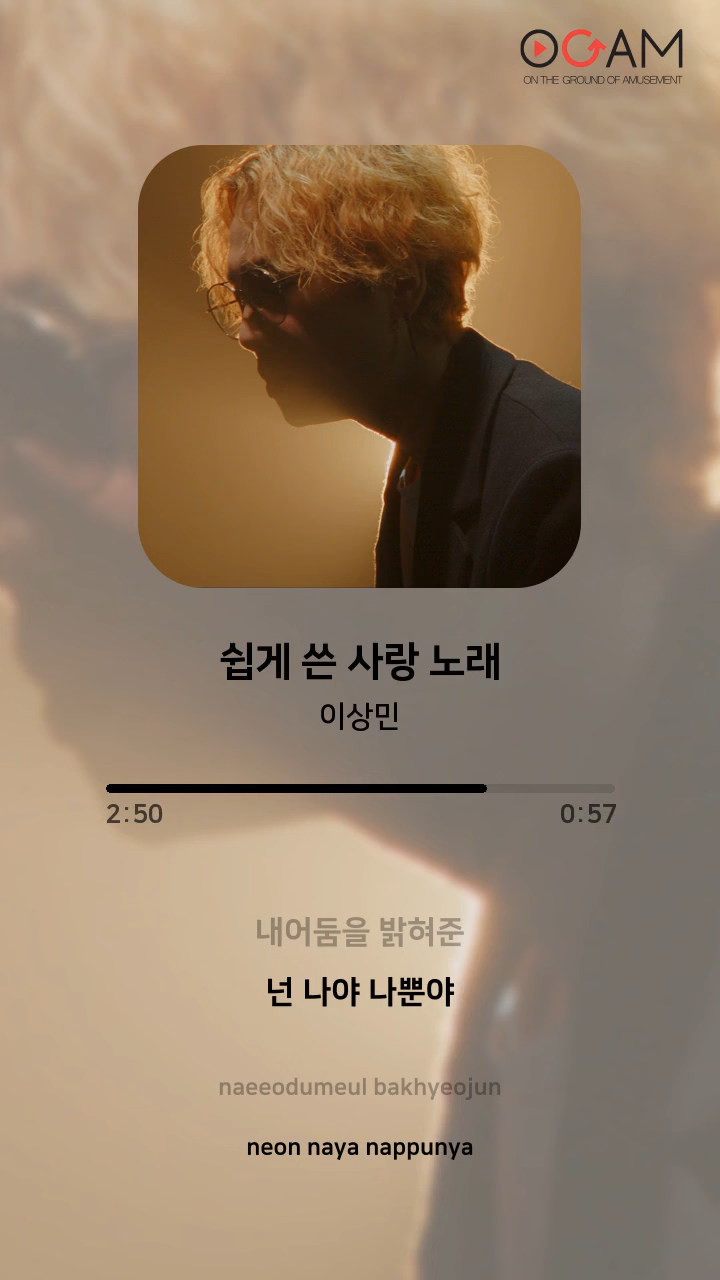 OGAM
ON THE GROUND OF AMUSEMENT
쉽게 쓴 사랑 노래
이상민
2:50 0:57
내어둠을 밝혀준
넌 나야 나뿐야
naeeodumeul bakhyeojun
neon naya nappunya